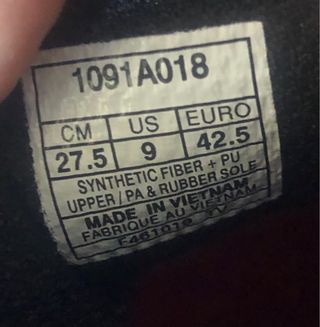 1091A018
CM US EURO
27.5 9 42.5
SYNTHETIC FIBER + PU
UPPER / PA & RUBBER SOLE
MADE IN VIETNAM
FABRIQUE AU VIETNAM